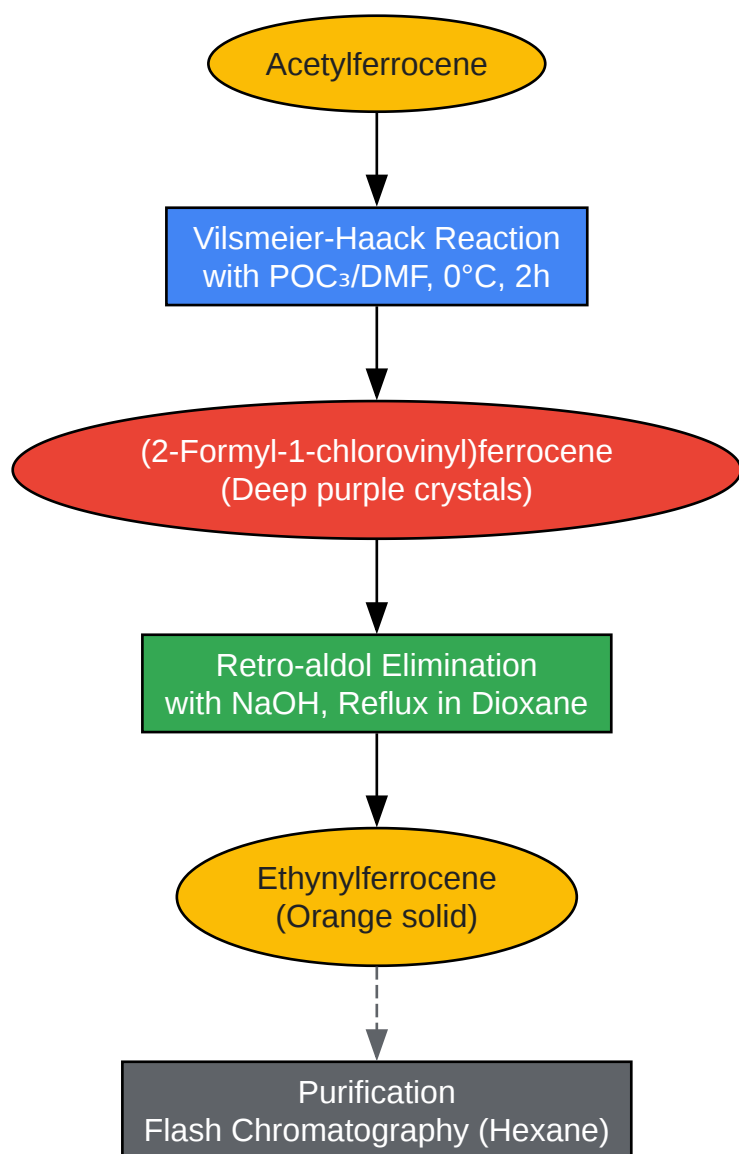 Acetylferrocene
Vilsmeier-Haack Reaction
with POC₃/DMF, 0°C, 2h
(2-Formyl-1-chlorovinyl)ferrocene
(Deep purple crystals)
Retro-aldol Elimination
with NaOH, Reflux in Dioxane
Ethynylferrocene
(Orange solid)
Purification
Flash Chromatography (Hexane)